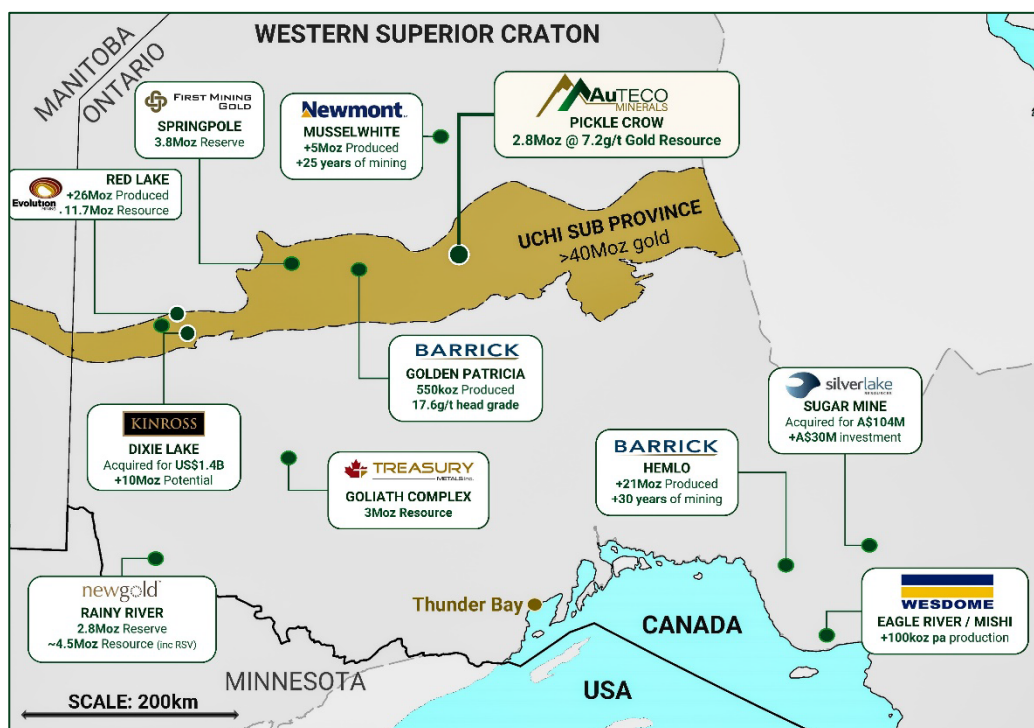 WESTERN SUPERIOR CRATON
MANITOBA
ONTARIO
FIRST MINING GOLD
SPRINGPOLE
3.8Moz Reserve
Newmont
MUSSELWHITE
+5Moz Produced
+25 years of mining
AuTECO
MINERALS
PICKLE CROW
2.8Moz @ 7.2g/t Gold Resource
Evolution
MINING
RED LAKE
+26Moz Produced
11.7Moz Resource
UCHI SUB PROVINCE
>40Moz gold
BARRICK
GOLDEN PATRICIA
550koz Produced
17.6g/t head grade
silverlake
RESOURCES
SUGAR MINE
Acquired for A$104M
+A$30M investment
KINROSS
DIXIE LAKE
Acquired for US$1.4B
+10Moz Potential
TREASURY
METALS Inc.
GOLIATH COMPLEX
3Moz Resource
BARRICK
HEMLO
+21Moz Produced
+30 years of mining
newgold
RAINY RIVER
2.8Moz Reserve
~4.5Moz Resource (inc RSV)
Thunder Bay
WESDOME
EAGLE RIVER / MISHI
+100koz pa production
CANADA
USA
MINNESOTA
SCALE: 200km